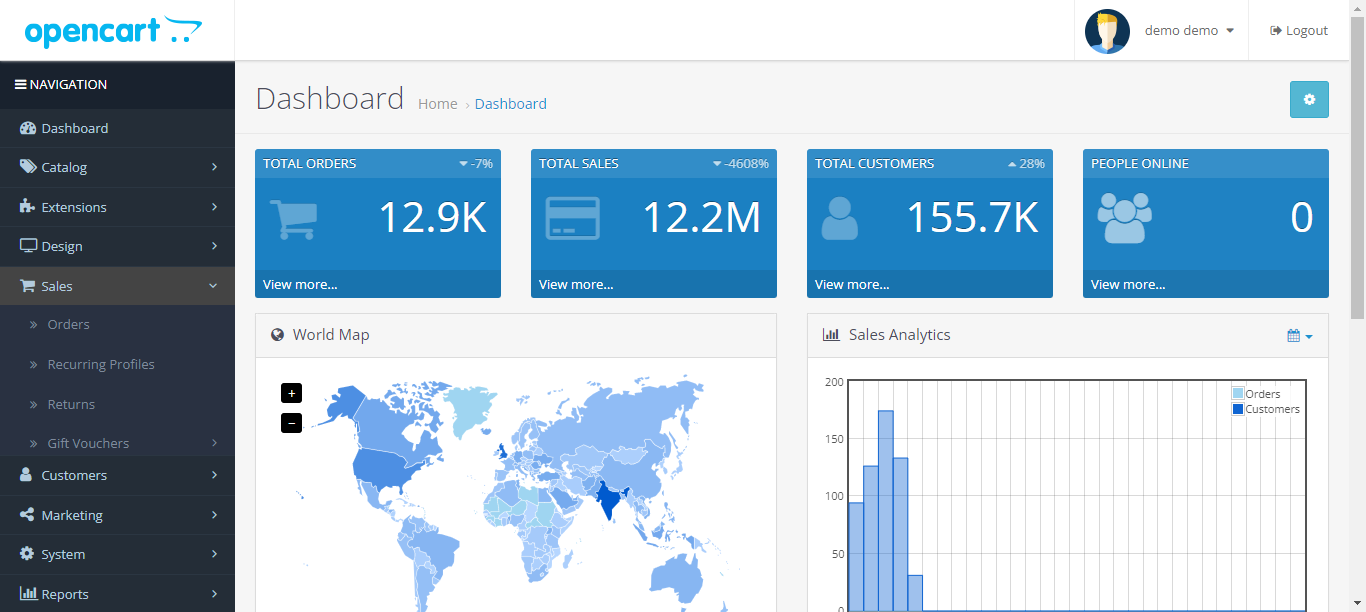 opencart
demo demo
Logout
NAVIGATION
Dashboard
Catalog
Extensions
Design
Sales
Orders
Recurring Profiles
Returns
Gift Vouchers
Customers
Marketing
System
Reports
Dashboard
Home › Dashboard
TOTAL ORDERS -7%
12.9K
View more...
TOTAL SALES -4608%
12.2M
View more...
TOTAL CUSTOMERS 28%
155.7K
View more...
PEOPLE ONLINE
0
View more...
World Map
+
−
Sales Analytics
200
150
100
50
0
Orders
Customers